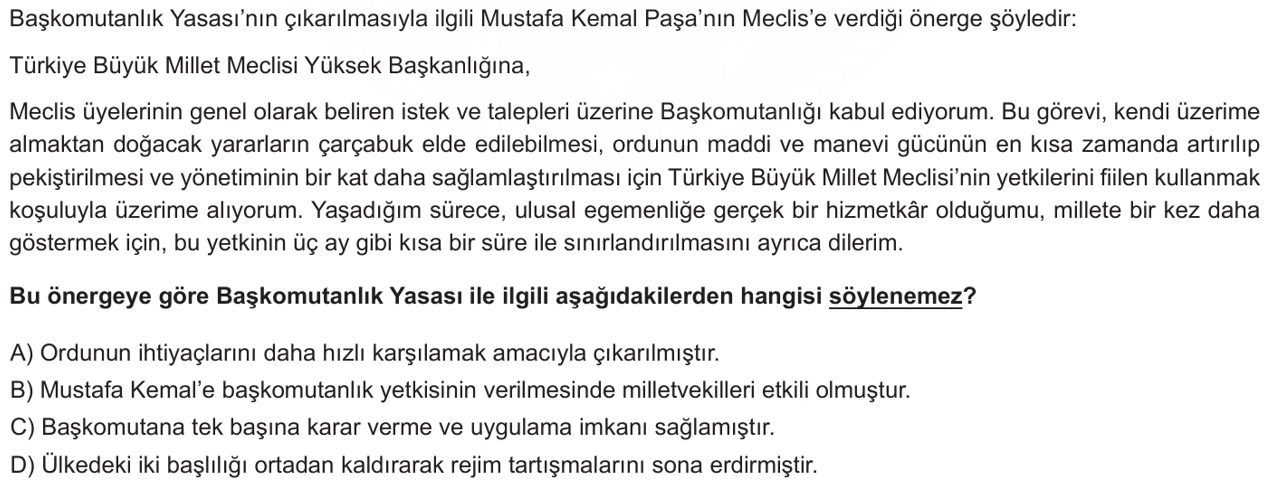 Başkomutanlık Yasası’nın çıkarılmasıyla ilgili Mustafa Kemal Paşa’nın Meclis’e verdiği önerge şöyledir:
Türkiye Büyük Millet Meclisi Yüksek Başkanlığına,
Meclis üyelerinin genel olarak beliren istek ve talepleri üzerine Başkomutanlığı kabul ediyorum. Bu görevi, kendi üzerime
almaktan doğacak yararların çarçabuk elde edilebilmesi, ordunun maddi ve manevi gücünün en kısa zamanda artırılıp
pekiştirilmesi ve yönetiminin bir kat daha sağlamlaştırılması için Türkiye Büyük Millet Meclisi’nin yetkilerini fiilen kullanmak
koşuluyla üzerime alıyorum. Yaşadığım sürece, ulusal egemenliğe gerçek bir hizmetkâr olduğumu, millete bir kez daha
göstermek için, bu yetkinin üç ay gibi kısa bir süre ile sınırlandırılmasını ayrıca dilerim.
Bu önergeye göre Başkomutanlık Yasası ile ilgili aşağıdakilerden hangisi söylenemez?
A) Ordunun ihtiyaçlarını daha hızlı karşılamak amacıyla çıkarılmıştır.
B) Mustafa Kemal’e başkomutanlık yetkisinin verilmesinde milletvekilleri etkili olmuştur.
C) Başkomutana tek başına karar verme ve uygulama imkanı sağlamıştır.
D) Ülkedeki iki başlılığı ortadan kaldırarak rejim tartışmalarını sona erdirmiştir.